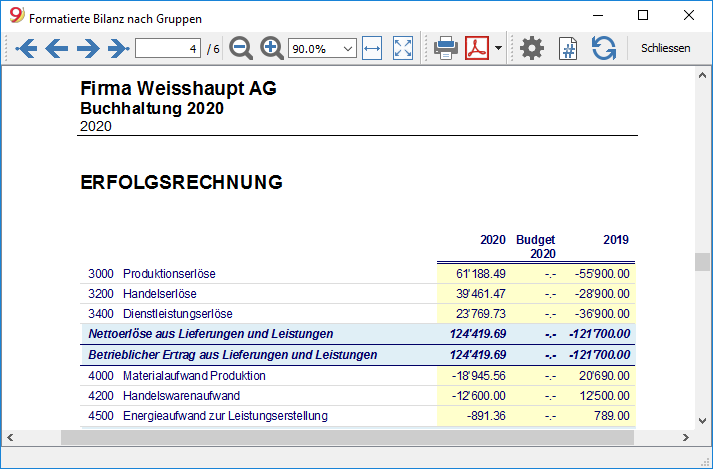 Formatierte Bilanz nach Gruppen
4 / 6 90.0% Schliessen
Firma Weisshaupt AG
Buchhaltung 2020
2020
ERFOLGSRECHNUNG
2020 Budget 2019
2020
3000 Produktionserlöse 61'188.49 -.- -55'900.00
3200 Handelserlöse 39'461.47 -.- -28'900.00
3400 Dienstleistungserlöse 23'769.73 -.- -36'900.00
Nettoerlöse aus Lieferungen und Leistungen 124'419.69 -.- -121'700.00
Betrieblicher Ertrag aus Lieferungen und Leistungen 124'419.69 -.- -121'700.00
4000 Materialaufwand Produktion -18'945.56 -.- 20'690.00
4200 Handelswarenaufwand -12'600.00 -.- 12'500.00
4500 Energieaufwand zur Leistungserstellung -891.36 -.- 789.00